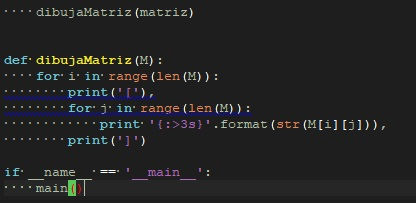 dibujaMatriz(matriz)
def dibujaMatriz(M):
for i in range(len(M)):
print('['),
for j in range(len(M)):
print '{:>3s}'.format(str(M[i][j])),
print(']')
if __name__ == '__main__':
main()